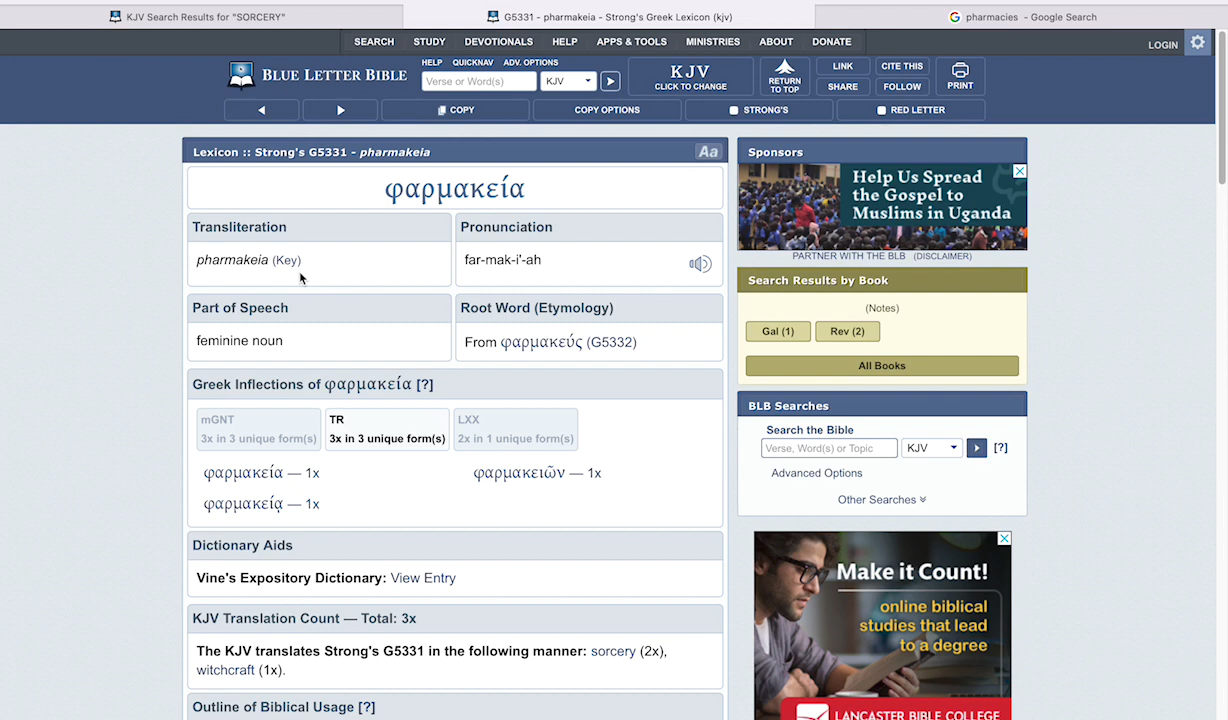 KJV Search Results for "SORCERY"
G5331 - pharmakeia - Strong's Greek Lexicon (kjv)
pharmacies - Google Search
SEARCH STUDY DEVOTIONALS HELP APPS & TOOLS MINISTRIES ABOUT DONATE
LOGIN
BLUE LETTER BIBLE
HELP QUICKNAV ADV. OPTIONS
Verse or Word(s) KJV
KJV
CLICK TO CHANGE
RETURN
TO TOP
LINK CITE THIS
SHARE FOLLOW
PRINT
COPY COPY OPTIONS STRONG'S RED LETTER
Lexicon :: Strong's G5331 - pharmakeia Aa
φαρμακεία
Transliteration
pharmakeia (Key)
Pronunciation
far-mak-i'-ah
Part of Speech
feminine noun
Root Word (Etymology)
From φαρμακεύς (G5332)
Greek Inflections of φαρμακεία [?]
mGNT
3x in 3 unique form(s)
TR
3x in 3 unique form(s)
LXX
2x in 1 unique form(s)
φαρμακεία — 1x
φαρμακειῶν — 1x
φαρμακείᾳ — 1x
Dictionary Aids
Vine's Expository Dictionary: View Entry
KJV Translation Count — Total: 3x
The KJV translates Strong's G5331 in the following manner: sorcery (2x),
witchcraft (1x).
Outline of Biblical Usage [?]
Sponsors
Help Us Spread
the Gospel to
Muslims in Uganda
PARTNER WITH THE BLB (DISCLAIMER)
Search Results by Book
(Notes)
Gal (1) Rev (2)
All Books
BLB Searches
Search the Bible
Verse, Word(s) or Topic KJV [?]
Advanced Options
Other Searches
Make it Count!
online biblical
studies that lead
to a degree
LANCASTER BIBLE COLLEGE